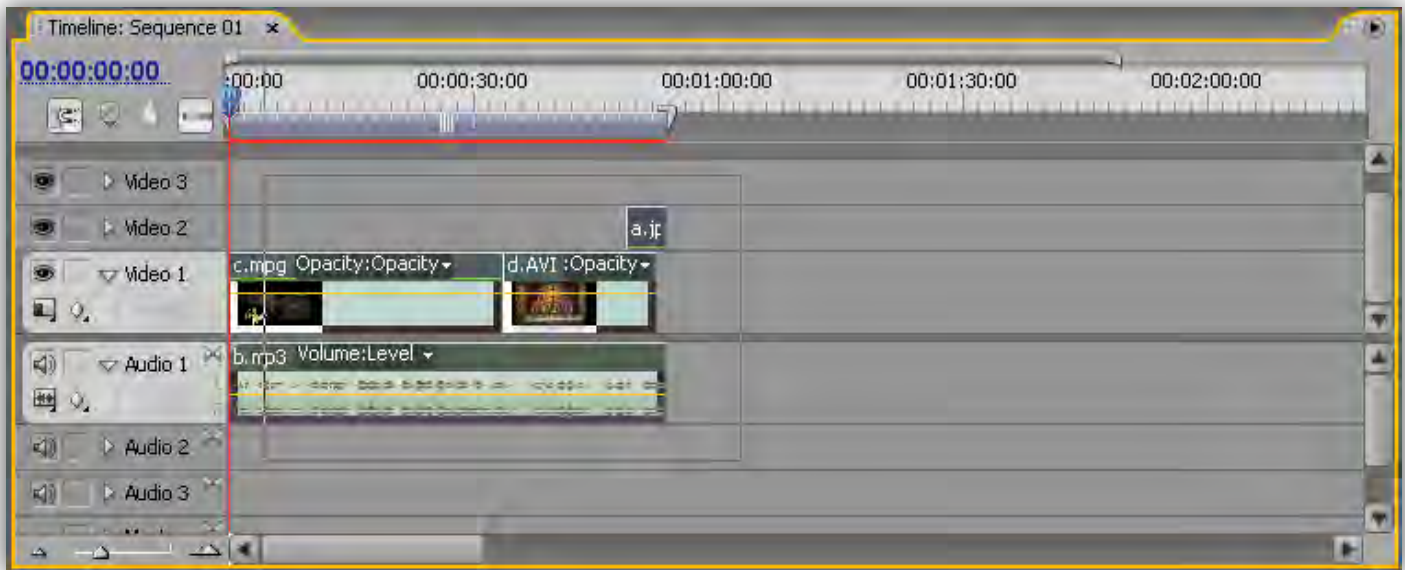 Timeline: Sequence 01 ×
00:00:00:00
:00:00 00:00:30:00 00:01:00:00 00:01:30:00 00:02:00:00
Video 3
Video 2
a.jp
Video 1
c.mpg Opacity:Opacity
d.AVI :Opacity
Audio 1
b.mp3 Volume:Level
Audio 2
Audio 3